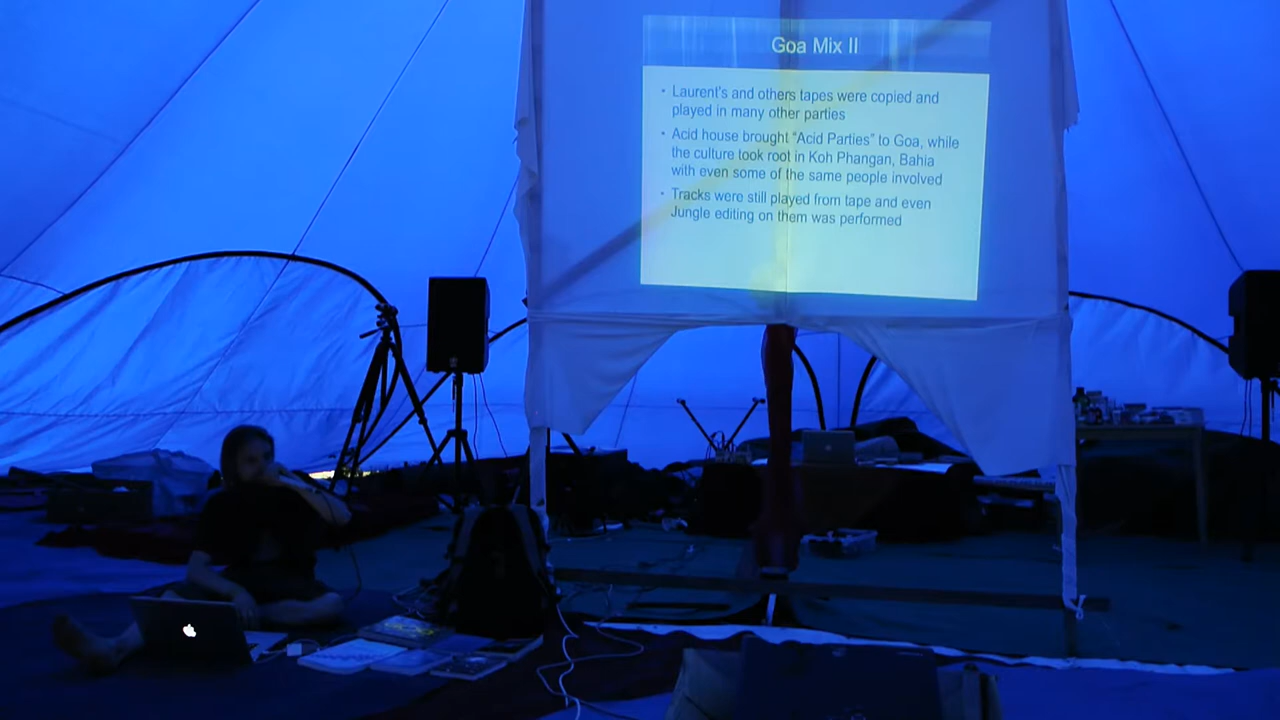 Goa Mix II
• Laurent's and others tapes were copied and
played in many other parties
• Acid house brought “Acid Parties” to Goa, while
the culture took root in Koh Phangan, Bahia
with even some of the same people involved
• Tracks were still played from tape and even
Jungle editing on them was performed